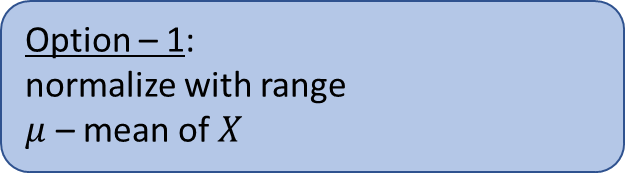 Option – 1:
normalize with range
μ – mean of X